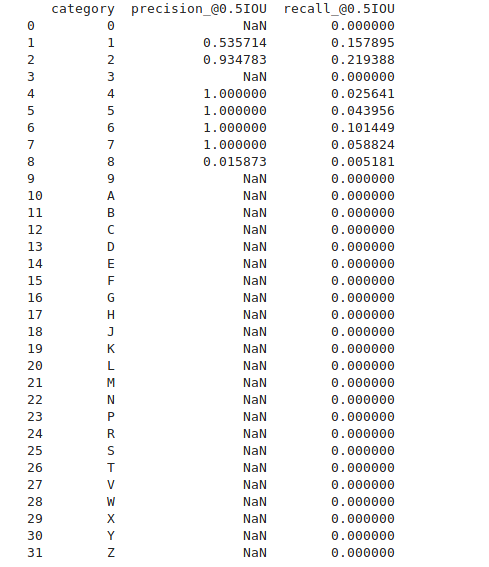 category precision_@0.5IOU recall_@0.5IOU
0 0 NaN 0.000000
1 1 0.535714 0.157895
2 2 0.934783 0.219388
3 3 NaN 0.000000
4 4 1.000000 0.025641
5 5 1.000000 0.043956
6 6 1.000000 0.101449
7 7 1.000000 0.058824
8 8 0.015873 0.005181
9 9 NaN 0.000000
10 A NaN 0.000000
11 B NaN 0.000000
12 C NaN 0.000000
13 D NaN 0.000000
14 E NaN 0.000000
15 F NaN 0.000000
16 G NaN 0.000000
17 H NaN 0.000000
18 J NaN 0.000000
19 K NaN 0.000000
20 L NaN 0.000000
21 M NaN 0.000000
22 N NaN 0.000000
23 P NaN 0.000000
24 R NaN 0.000000
25 S NaN 0.000000
26 T NaN 0.000000
27 V NaN 0.000000
28 W NaN 0.000000
29 X NaN 0.000000
30 Y NaN 0.000000
31 Z NaN 0.000000